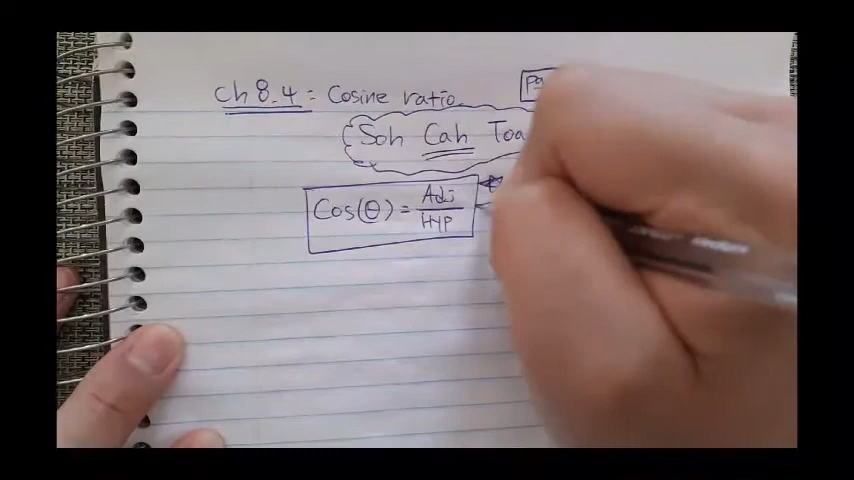 Ch 8.4 : Cosine ratio
Soh Cah Toa
Cos(θ) = Adj
Hyp